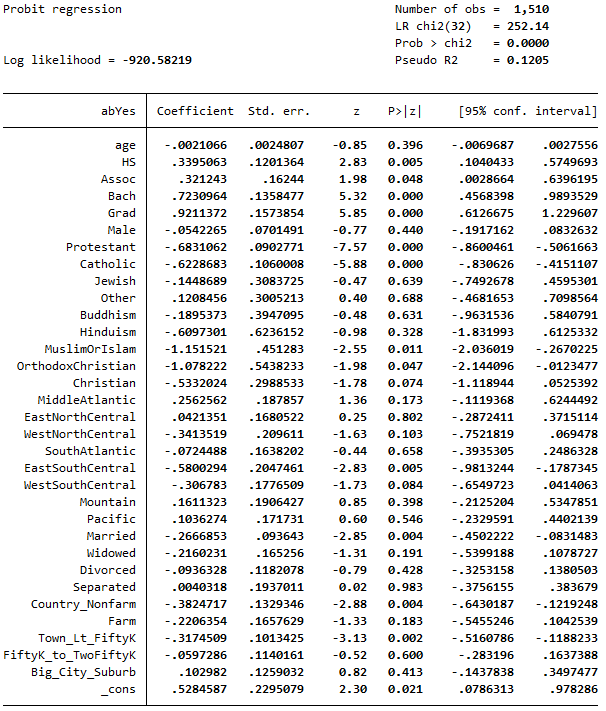 Probit regression Number of obs = 1,510
LR chi2(32) = 252.14
Prob > chi2 = 0.0000
Log likelihood = -920.58219 Pseudo R2 = 0.1205
abYes Coefficient Std. err. z P>|z| [95% conf. interval]
age -.0021066 .0024807 -0.85 0.396 -.0069687 .0027556
HS .3395063 .1201364 2.83 0.005 .1040433 .5749693
Assoc .321243 .16244 1.98 0.048 .0028664 .6396195
Bach .7230964 .1358477 5.32 0.000 .4568398 .9893529
Grad .9211372 .1573854 5.85 0.000 .6126675 1.229607
Male -.0542265 .0701491 -0.77 0.440 -.1917162 .0832632
Protestant -.6831062 .0902771 -7.57 0.000 -.8600461 -.5061663
Catholic -.6228683 .1060008 -5.88 0.000 -.830626 -.4151107
Jewish -.1448689 .3083725 -0.47 0.639 -.7492678 .4595301
Other .1208456 .3005213 0.40 0.688 -.4681653 .7098564
Buddhism -.1895373 .3947095 -0.48 0.631 -.9631536 .5840791
Hinduism -.6097301 .6236152 -0.98 0.328 -1.831993 .6125332
MuslimOrIslam -1.151521 .451283 -2.55 0.011 -2.036019 -.2670225
OrthodoxChristian -1.078222 .5438233 -1.98 0.047 -2.144096 -.0123477
Christian -.5332024 .2988533 -1.78 0.074 -1.118944 .0525392
MiddleAtlantic .2562562 .187857 1.36 0.173 -.1119368 .6244492
EastNorthCentral .0421351 .1680522 0.25 0.802 -.2872411 .3715114
WestNorthCentral -.3413519 .209611 -1.63 0.103 -.7521819 .069478
SouthAtlantic -.0724488 .1638202 -0.44 0.658 -.3935305 .2486328
EastSouthCentral -.5800294 .2047461 -2.83 0.005 -.9813244 -.1787345
WestSouthCentral -.306783 .1776509 -1.73 0.084 -.6549723 .0414063
Mountain .1611323 .1906427 0.85 0.398 -.2125204 .5347851
Pacific .1036274 .171731 0.60 0.546 -.2329591 .4402139
Married -.2666853 .093643 -2.85 0.004 -.4502222 -.0831483
Widowed -.2160231 .165256 -1.31 0.191 -.5399188 .1078727
Divorced -.0936328 .1182078 -0.79 0.428 -.3253158 .1380503
Separated .0040318 .1937011 0.02 0.983 -.3756155 .383679
Country_Nonfarm -.3824717 .1329346 -2.88 0.004 -.6430187 -.1219248
Farm -.2206354 .1657629 -1.33 0.183 -.5455246 .1042539
Town_Lt_FiftyK -.3174509 .1013425 -3.13 0.002 -.5160786 -.1188233
FiftyK_to_TwoFiftyK -.0597286 .1140161 -0.52 0.600 -.283196 .1637388
Big_City_Suburb .102982 .1259032 0.82 0.413 -.1437838 .3497477
_cons .5284587 .2295079 2.30 0.021 .0786313 .978286